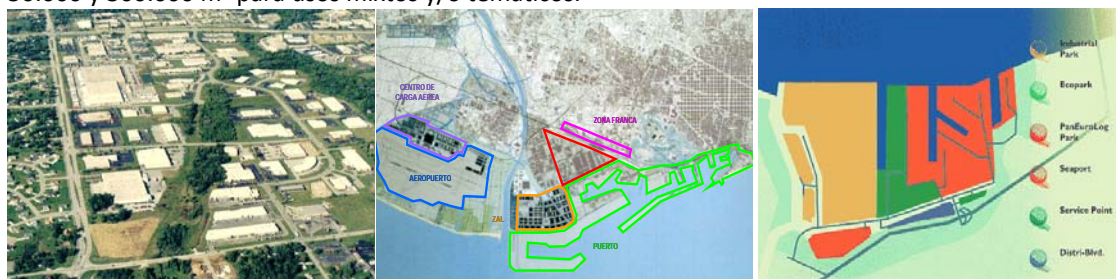 50.000 y 500.000 m² para usos mixtos y/o temáticos.
CENTRO DE
CARGA AEREA
ZONA FRANCA
AEROPUERTO
ZAL
PUERTO
Industrial
Park
Ecopark
PanEuroLog
Park
Seaport
Service Point
Distri-Blvd.